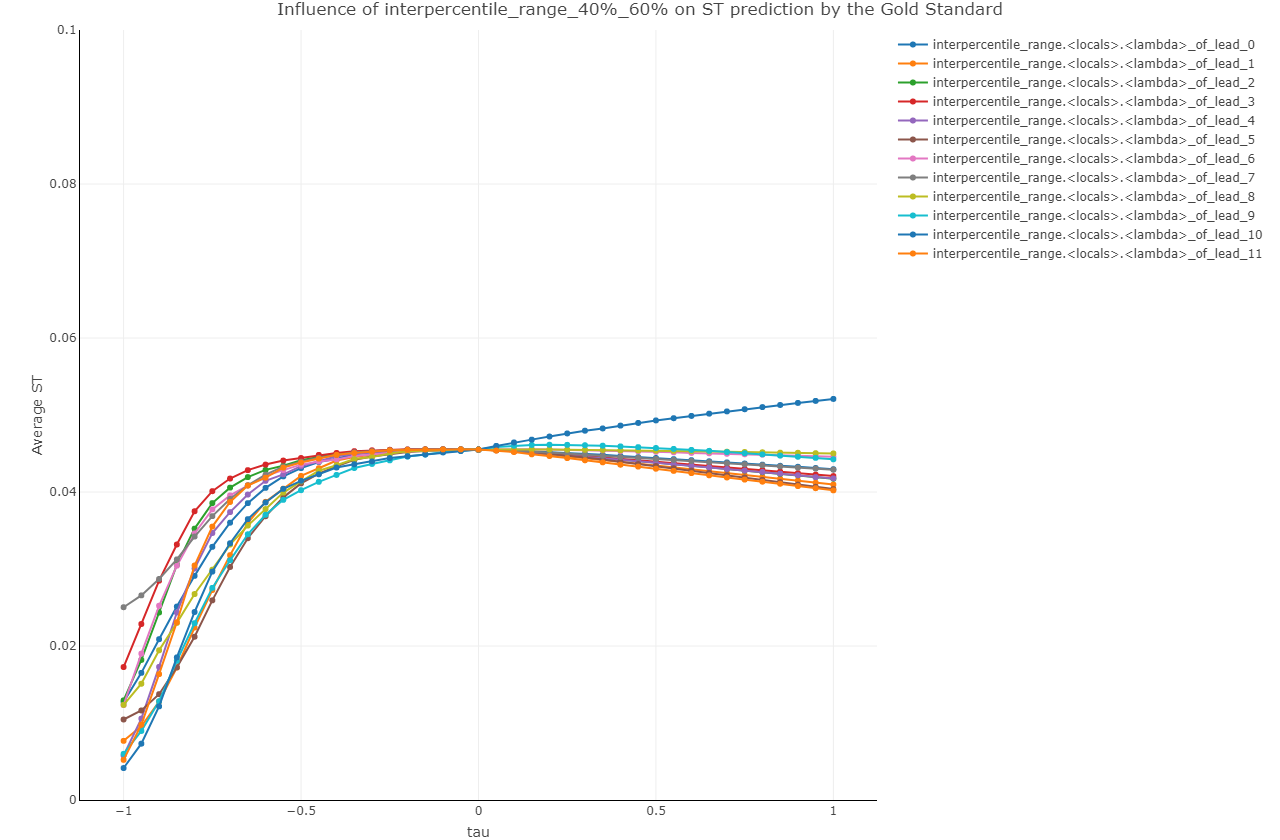 Influence of interpercentile_range_40%_60% on ST prediction by the Gold Standard
0.1
0.08
0.06
0.04
0.02
0
Average ST
−1
−0.5
0
0.5
1
tau
interpercentile_range.<locals>.<lambda>_of_lead_0
interpercentile_range.<locals>.<lambda>_of_lead_1
interpercentile_range.<locals>.<lambda>_of_lead_2
interpercentile_range.<locals>.<lambda>_of_lead_3
interpercentile_range.<locals>.<lambda>_of_lead_4
interpercentile_range.<locals>.<lambda>_of_lead_5
interpercentile_range.<locals>.<lambda>_of_lead_6
interpercentile_range.<locals>.<lambda>_of_lead_7
interpercentile_range.<locals>.<lambda>_of_lead_8
interpercentile_range.<locals>.<lambda>_of_lead_9
interpercentile_range.<locals>.<lambda>_of_lead_10
interpercentile_range.<locals>.<lambda>_of_lead_11